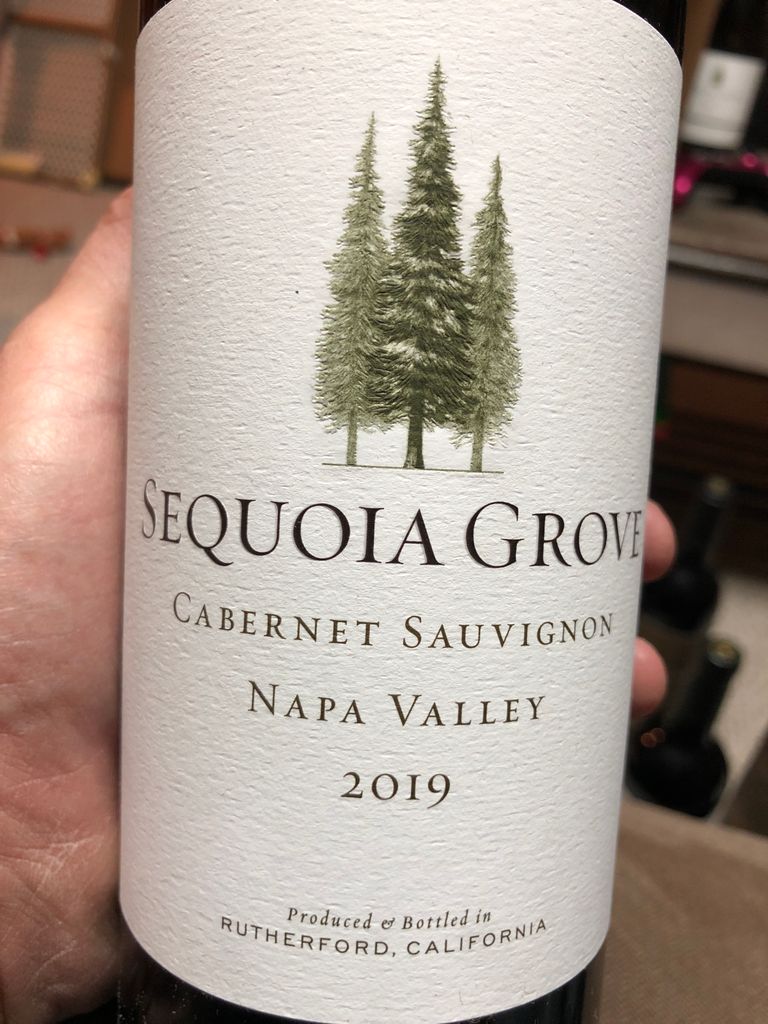 SEQUOIA GROVE
CABERNET SAUVIGNON
NAPA VALLEY
2019
Produced & Bottled in
RUTHERFORD, CALIFORNIA